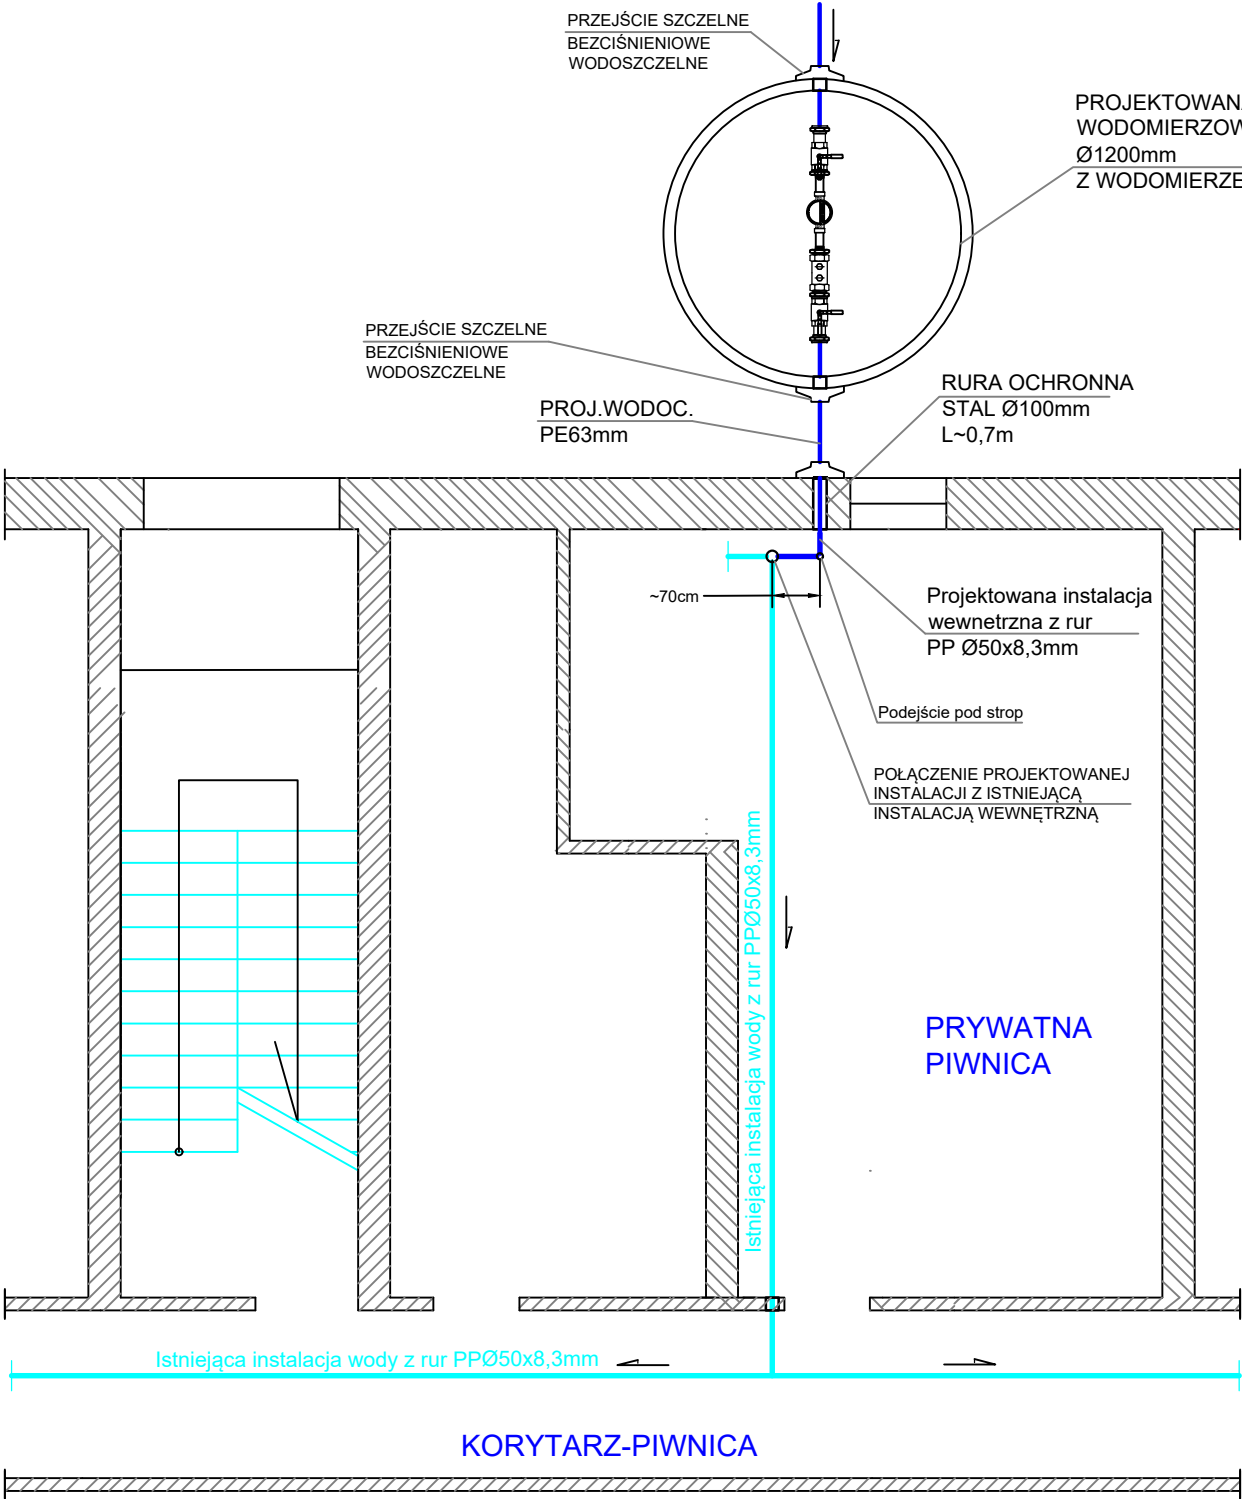 PRZEJŚCIE SZCZELNE
BEZCIŚNIENIOWE
WODOSZCZELNE
PROJEKTOWAN
WODOMIERZOW
Ø1200mm
Z WODOMIERZE
PRZEJŚCIE SZCZELNE
BEZCIŚNIENIOWE
WODOSZCZELNE
PROJ.WODOC.
PE63mm
RURA OCHRONNA
STAL Ø100mm
L~0,7m
~70cm
Projektowana instalacja
wewnetrzna z rur
PP Ø50x8,3mm
Podejście pod strop
POŁĄCZENIE PROJEKTOWANEJ
INSTALACJI Z ISTNIEJĄCĄ
INSTALACJĄ WEWNĘTRZNĄ
Istniejąca instalacja wody z rur PPØ50x8,3mm
PRYWATNA
PIWNICA
Istniejąca instalacja wody z rur PPØ50x8,3mm
KORYTARZ-PIWNICA